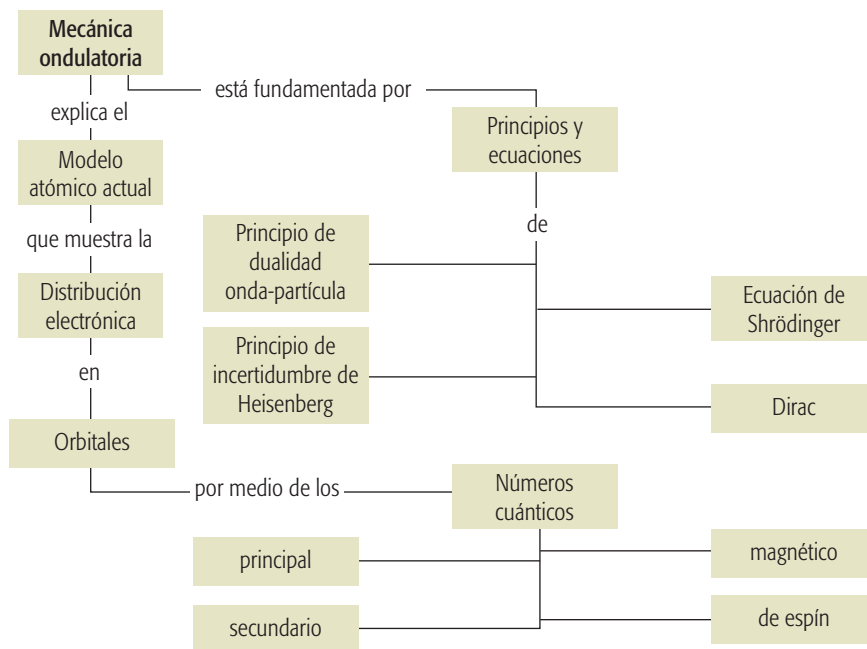 Mecánica
ondulatoria
está fundamentada por
explica el
Principios y
ecuaciones
Modelo
atómico actual
de
que muestra la
Principio de
dualidad
onda-partícula
Distribución
electrónica
Ecuación de
Shrödinger
Principio de
incertidumbre de
Heisenberg
en
Dirac
Orbitales
por medio de los
Números
cuánticos
principal
magnético
secundario
de espín